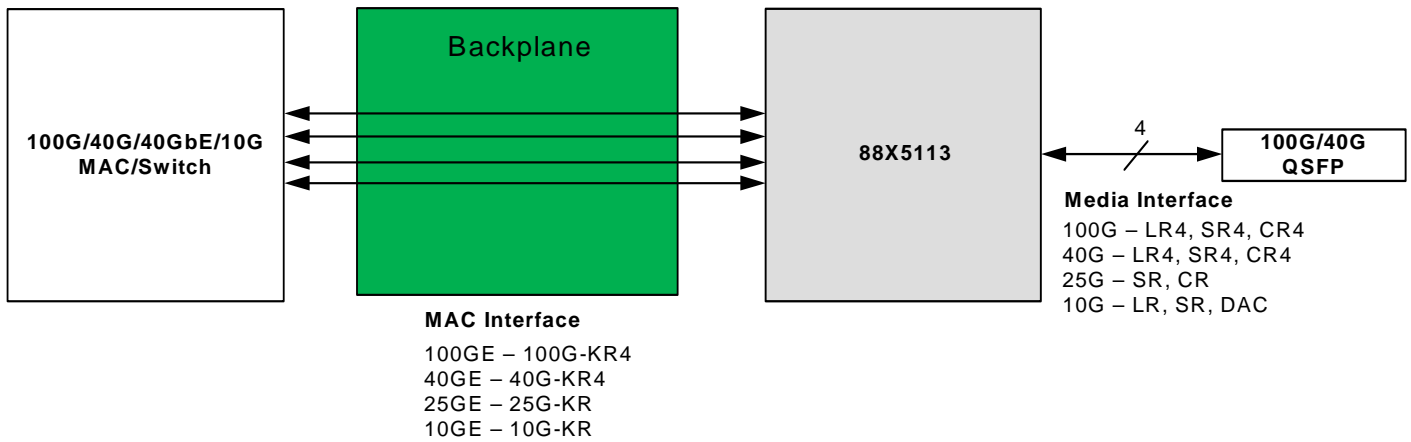 Backplane
100G/40G/40GbE/10G
MAC/Switch
88X5113
4
100G/40G
QSFP
Media Interface
100G – LR4, SR4, CR4
40G – LR4, SR4, CR4
25G – SR, CR
10G – LR, SR, DAC
MAC Interface
100GE – 100G-KR4
40GE – 40G-KR4
25GE – 25G-KR
10GE – 10G-KR